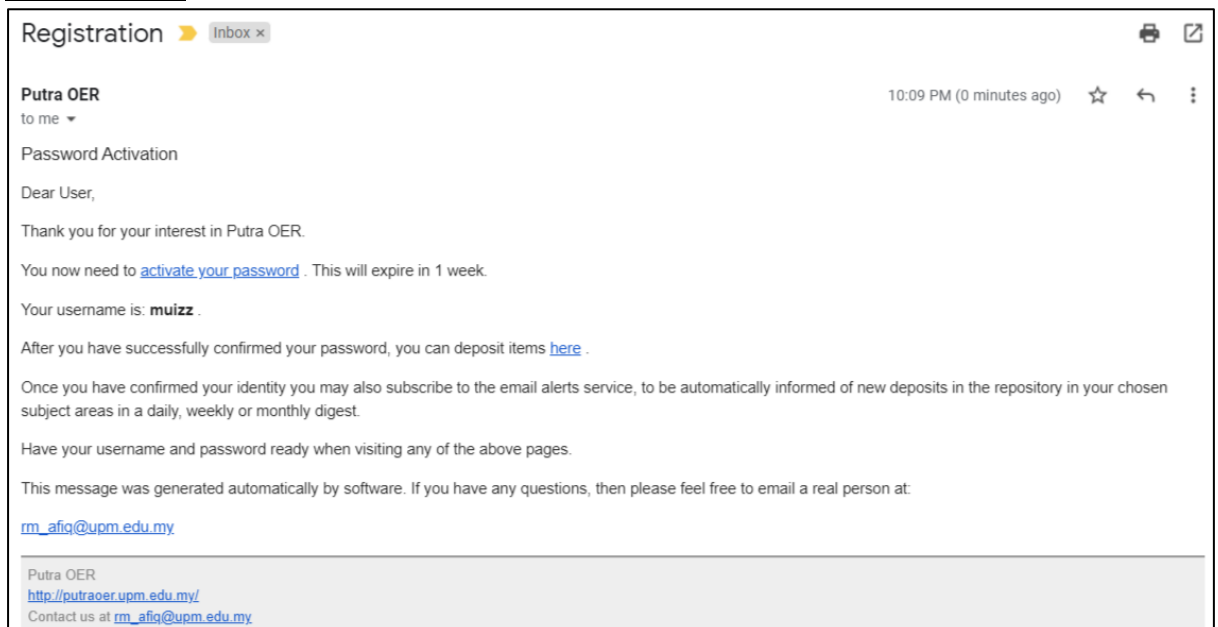 Registration Inbox ×
Putra OER
10:09 PM (0 minutes ago)
to me
Password Activation
Dear User,
Thank you for your interest in Putra OER.
You now need to activate your password . This will expire in 1 week.
Your username is: muizz .
After you have successfully confirmed your password, you can deposit items here .
Once you have confirmed your identity you may also subscribe to the email alerts service, to be automatically informed of new deposits in the repository in your chosen
subject areas in a daily, weekly or monthly digest.
Have your username and password ready when visiting any of the above pages.
This message was generated automatically by software. If you have any questions, then please feel free to email a real person at:
rm_afiq@upm.edu.my
Putra OER
http://putraoer.upm.edu.my/
Contact us at rm_afiq@upm.edu.my